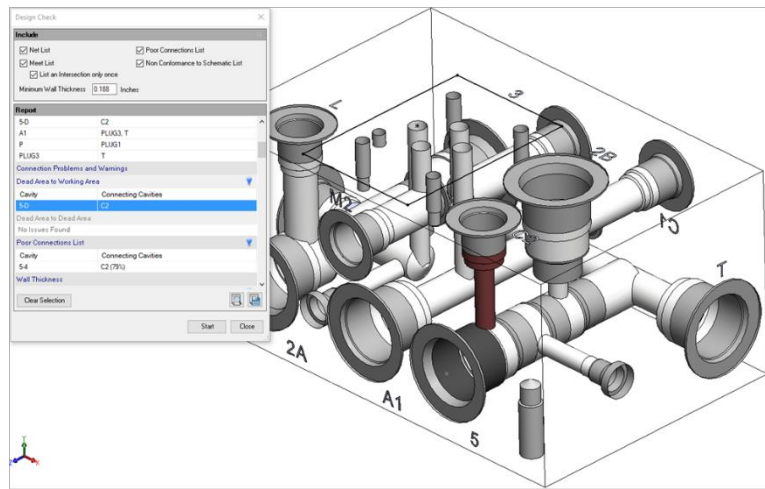 Design Check
Include
Net List
Poor Connections List
Meet List
Non Conformance to Schematic List
List an Intersection only once
Minimum Wall Thickness 0.188 Inches
Report
5-D C2
A1 PLUG3, T
P PLUG1
PLUG3 T
Connection Problems and Warnings
Dead Area to Working Area
Cavity Connecting Cavities
5-D C2
Dead Area to Dead Area
No Issues Found
Poor Connections List
Cavity Connecting Cavities
5-4 C2 (79%)
Wall Thickness
Clear Selection
Start Close
L
3
2B
M2
C1
T
2A
A1
5